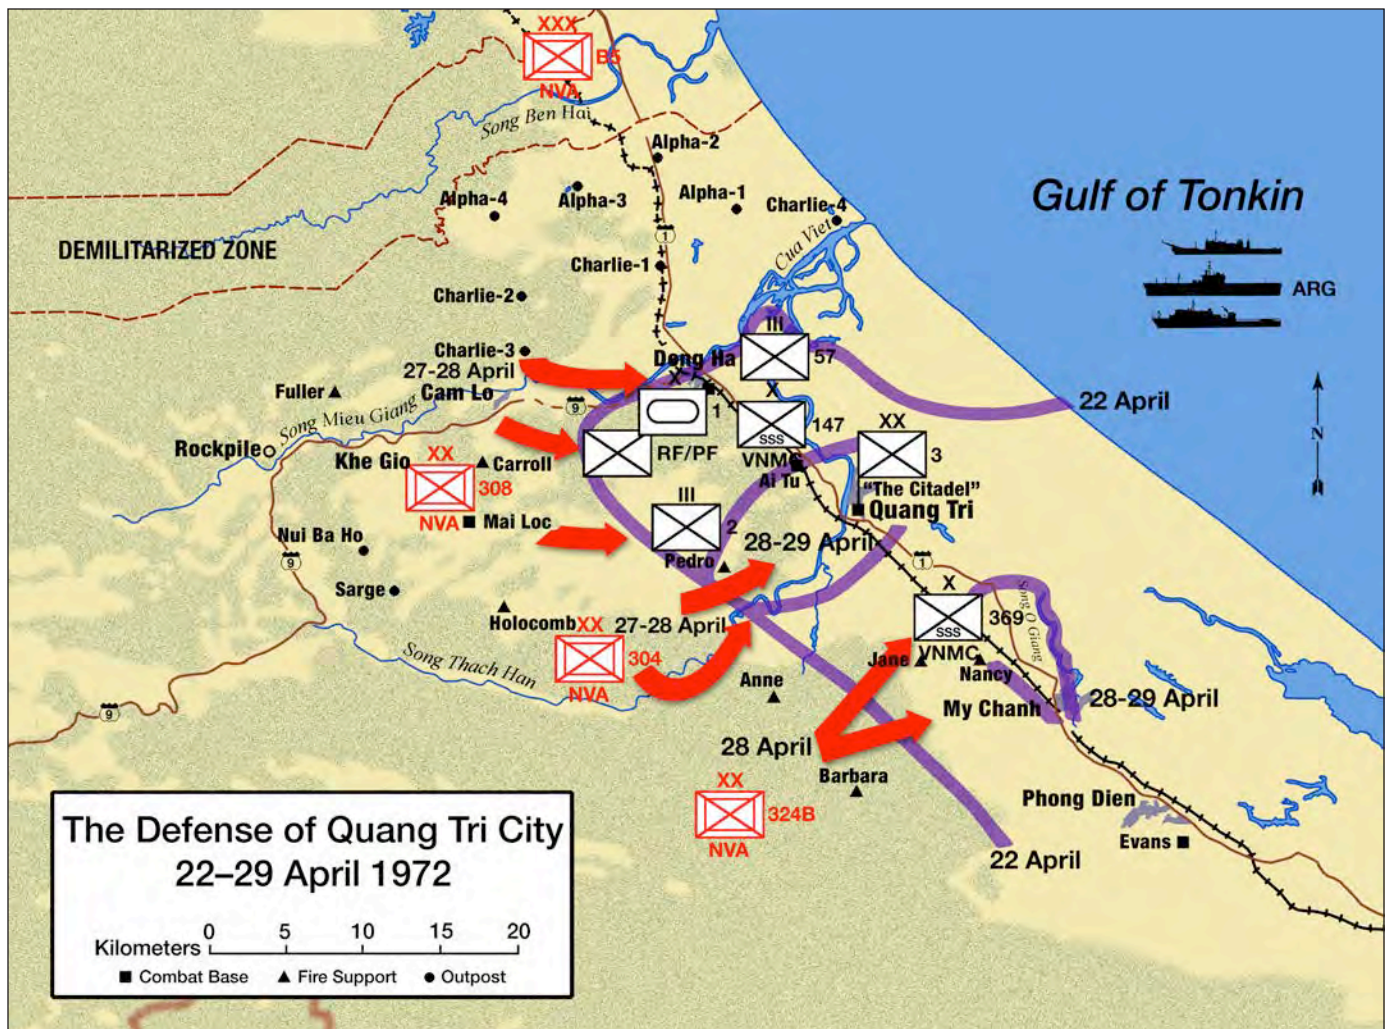 XXX
B5
NVA
Song Ben Hai
Alpha-2
Alpha-4
Alpha-3
Alpha-1
Charlie-4
Gulf of Tonkin
DEMILITARIZED ZONE
1
Cua Viet
Charlie-1
ARG
Charlie-2
III
57
Charlie-3
Dong Ha
27-28 April
X
1
Cam Lo
Fuller
9
22 April
X
SSS
147
VNMC
XX
3
Song Mieu Giang
RF/PF
Rockpile
Khe Gio
XX
308
NVA
Carroll
Ai Tu
"The Citadel"
Quang Tri
Mai Loc
III
2
Nui Ba Ho
28-29 April
9
Pedro
1
Sarge
N
X
SSS
369
VNMC
Song O Giang
Holocomb
XX
304
NVA
27-28 April
Song Thach Han
Jane
Nancy
Anne
My Chanh
28-29 April
9
28 April
Barbara
XX
324B
NVA
Phong Dien
Evans
22 April
The Defense of Quang Tri City
22–29 April 1972
Kilometers
0 5 10 15 20
Combat Base Fire Support Outpost